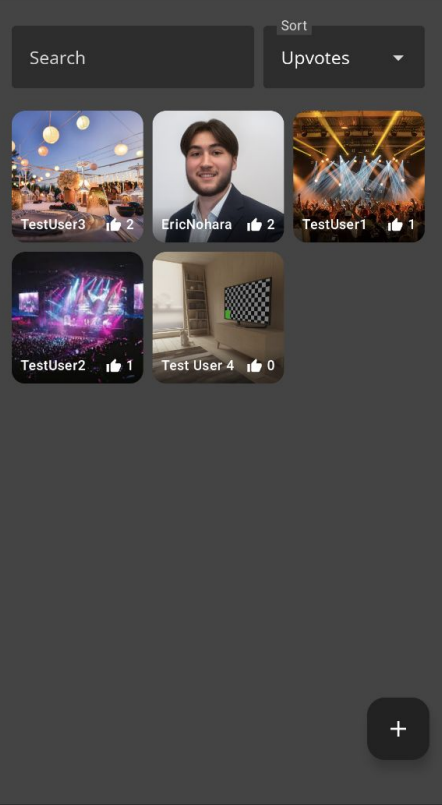 Sort
Search
Upvotes
TestUser3 2
EricNohara 2
TestUser1 1
TestUser2 1
Test User 4 0
+